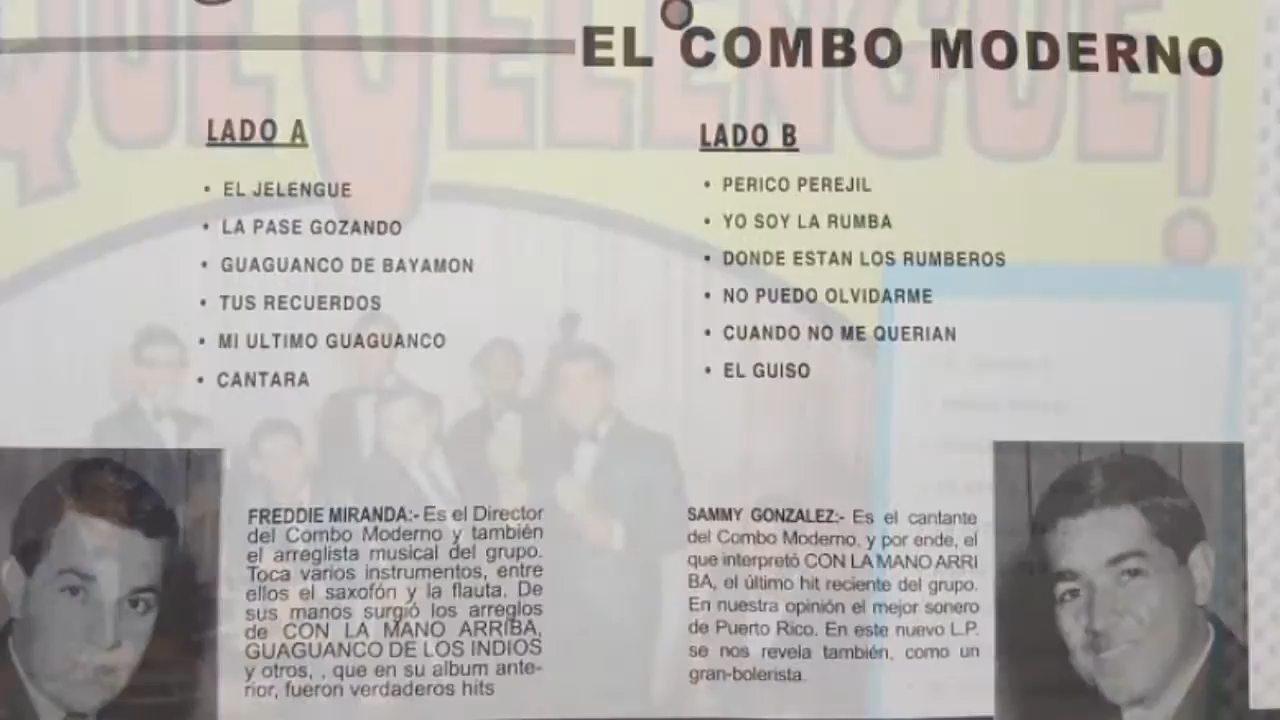 QUE JELENGUE!
EL COMBO MODERNO
LADO A
• EL JELENGUE
• LA PASE GOZANDO
• GUAGUANCO DE BAYAMON
• TUS RECUERDOS
• MI ULTIMO GUAGUANCO
• CANTARA
LADO B
• PERICO PEREJIL
• YO SOY LA RUMBA
• DONDE ESTAN LOS RUMBEROS
• NO PUEDO OLVIDARME
• CUANDO NO ME QUERIAN
• EL GUISO
FREDDIE MIRANDA:- Es el Director
del Combo Moderno y también
el arreglista musical del grupo.
Toca varios instrumentos, entre
ellos el saxofón y la flauta. De
sus manos surgió los arreglos
de CON LA MANO ARRIBA,
GUAGUANCO DE LOS INDIOS
y otros, , que en su album ante-
rior, fueron verdaderos hits
SAMMY GONZALEZ:- Es el cantante
del Combo Moderno, y por ende, el
que interpretó CON LA MANO ARRI
BA, el último hit reciente del grupo.
En nuestra opinión el mejor sonero
de Puerto Rico. En este nuevo L.P.
se nos revela también, como un
gran-bolerista.